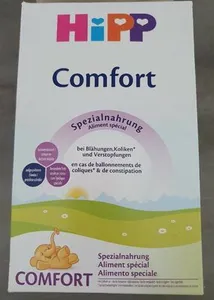 HiPP
Comfort
Spezialnahrung
Aliment spécial
bei Blähungen, Koliken*
und Verstopfungen
en cas de ballonnements de
coliques* & de constipation
Spezialnahrung
Aliment spécial
Alimento speciale
COMFORT